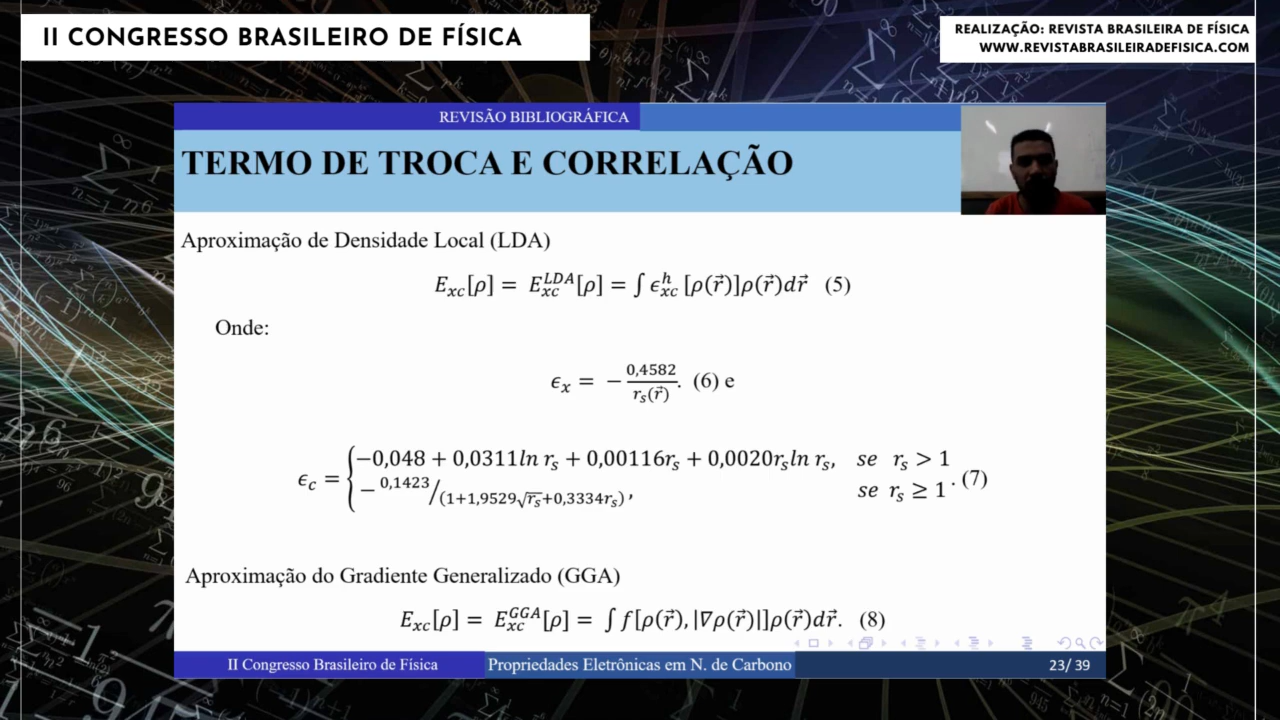 II CONGRESSO BRASILEIRO DE FÍSICA
REALIZAÇÃO: REVISTA BRASILEIRA DE FÍSICA
WWW.REVISTABRASILEIRADEFISICA.COM
REVISÃO BIBLIOGRÁFICA
TERMO DE TROCA E CORRELAÇÃO
Aproximação de Densidade Local (LDA)
E_xc[ρ] = E_xc^LDA[ρ] = ∫ ϵ_xc^h [ρ(r⃗)]ρ(r⃗)dr⃗ (5)
Onde:
ϵ_x = − 0,4582/r_s(r⃗). (6) e
ϵ_c = { −0,048 + 0,0311ln r_s + 0,00116r_s + 0,0020r_s ln r_s, se r_s > 1
− 0,1423/(1+1,9529√r_s+0,3334r_s), se r_s ≥ 1 . (7)
Aproximação do Gradiente Generalizado (GGA)
E_xc[ρ] = E_xc^GGA[ρ] = ∫ f[ρ(r⃗), |∇ρ(r⃗)|]ρ(r⃗)dr⃗. (8)
II Congresso Brasileiro de Física
Propriedades Eletrônicas em N. de Carbono
23/ 39